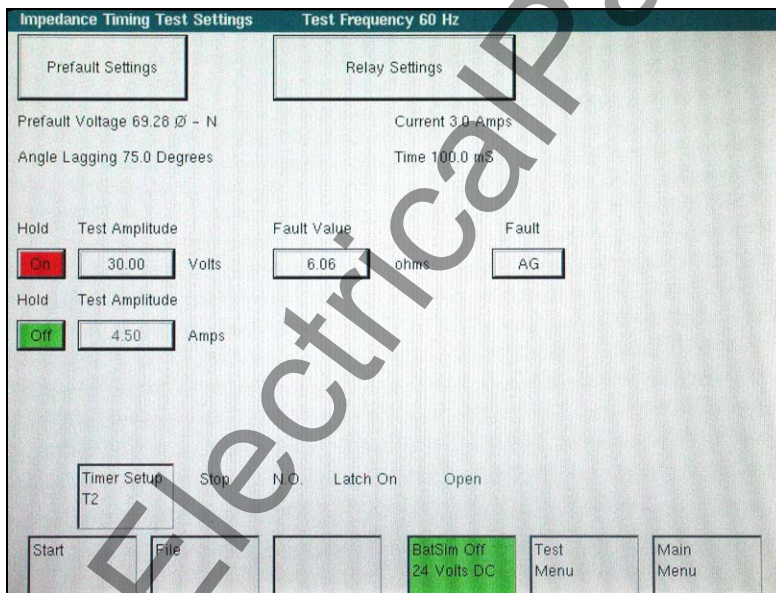 Impedance Timing Test Settings Test Frequency 60 Hz
Prefault Settings Relay Settings
Prefault Voltage 69.28 Ø - N Current 3.0 Amps
Angle Lagging 75.0 Degrees Time 100.0 mS
Hold Test Amplitude Fault Value Fault
On 30.00 Volts 6.06 ohms AG
Hold Test Amplitude
Off 4.50 Amps
Timer Setup Stop N.O. Latch On Open
T2
Start File BatSim Off Test Main
24 Volts DC Menu Menu